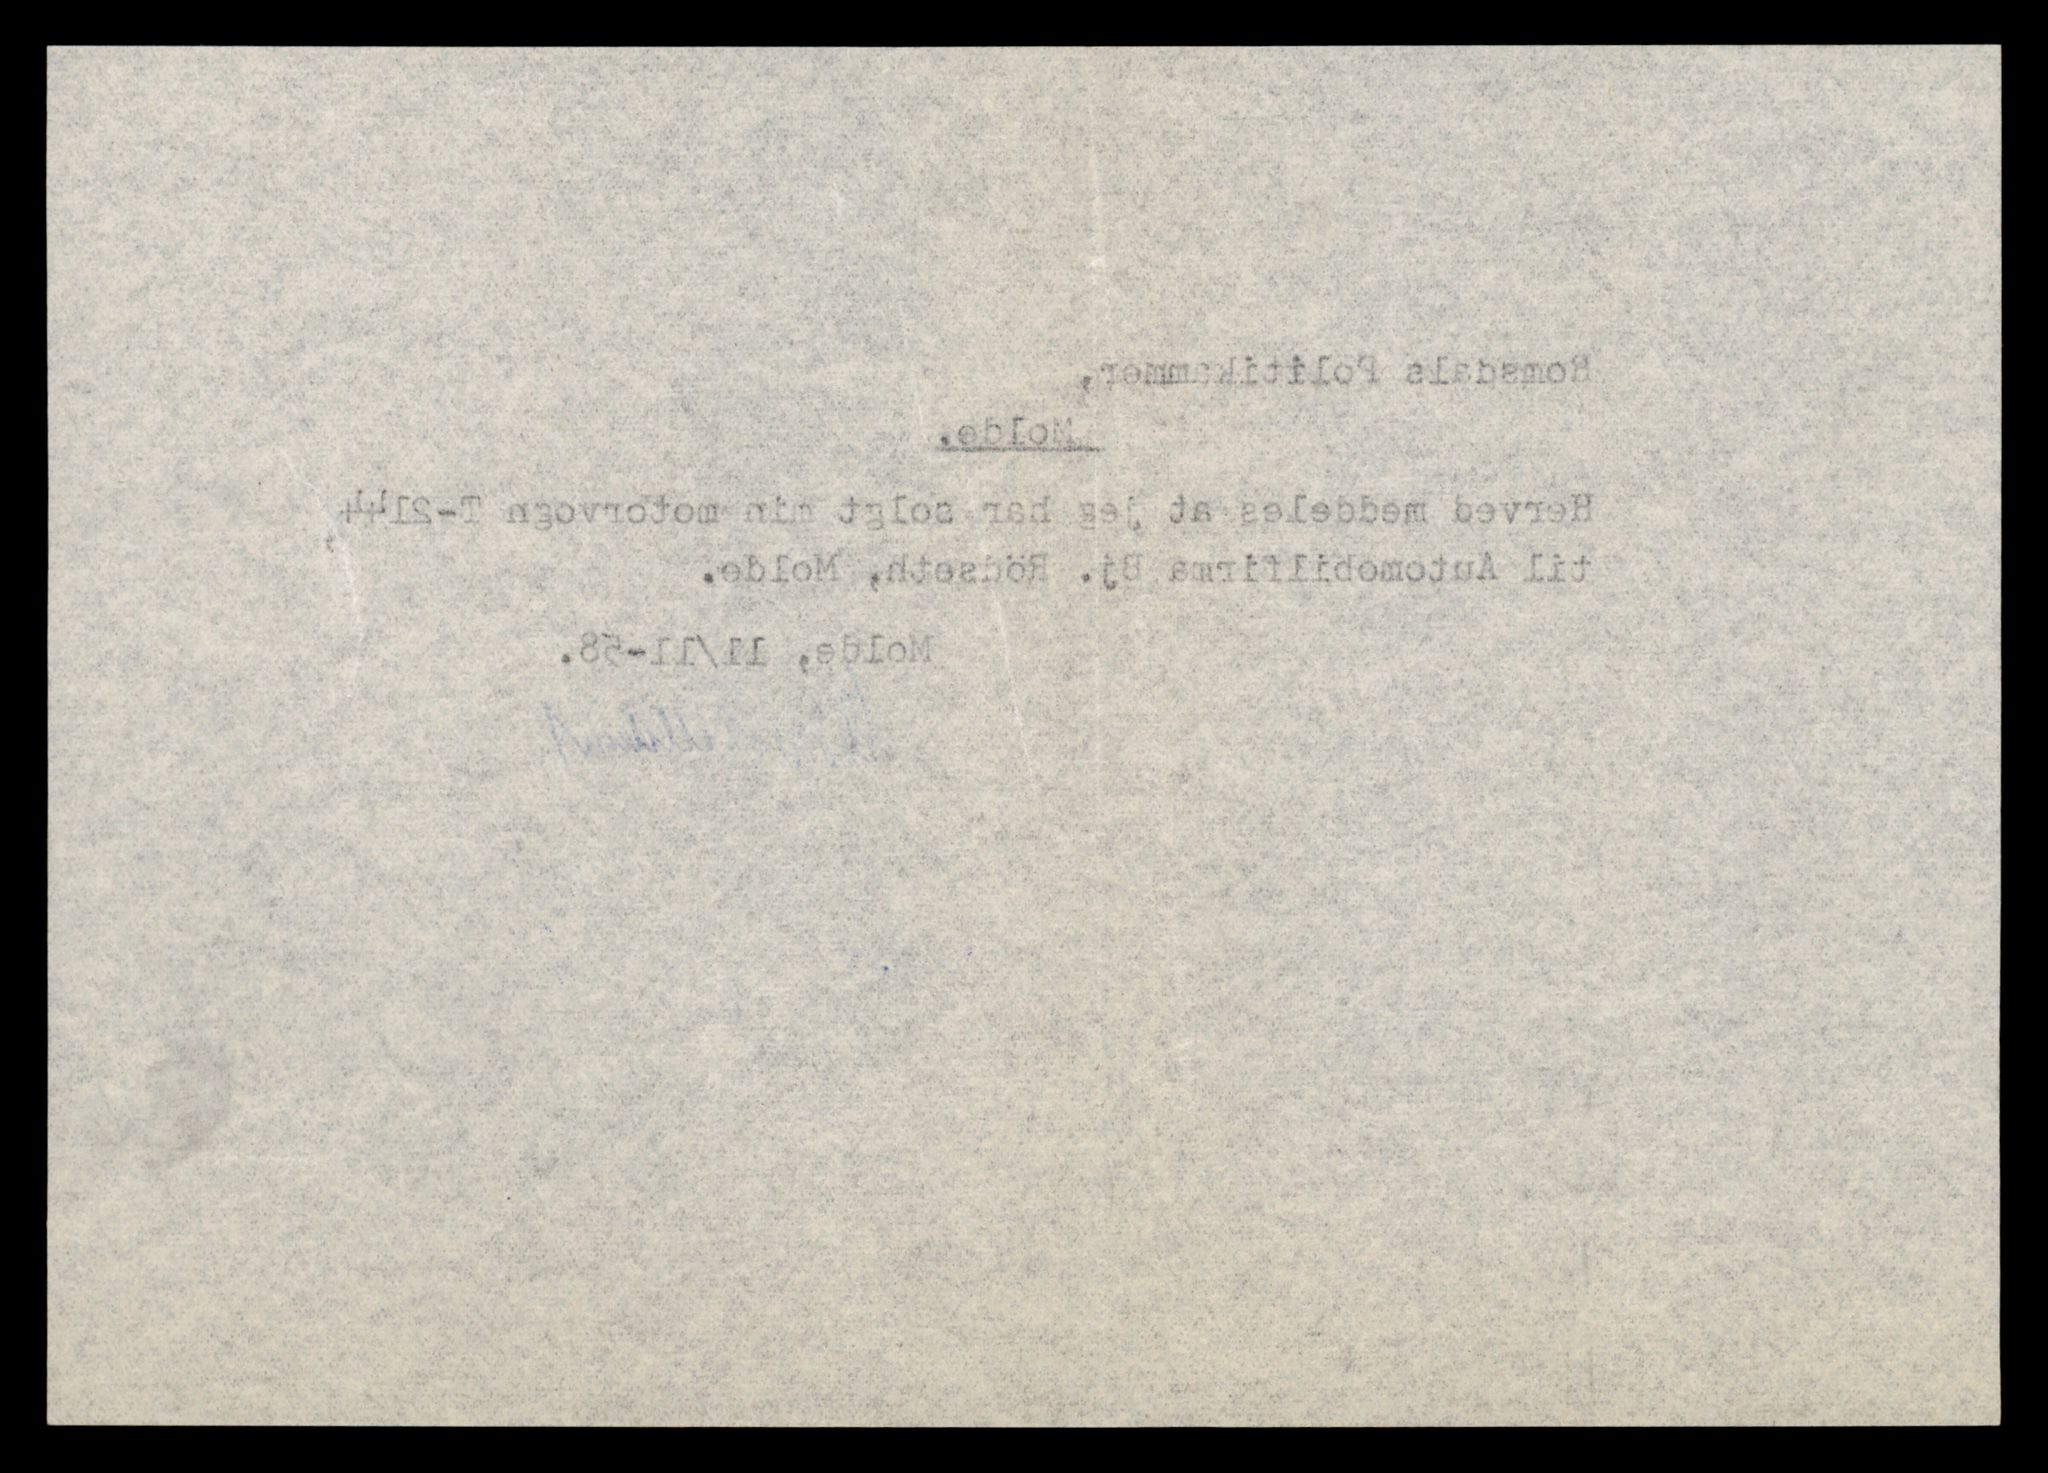 Romsdals Politikammer,
Molde.
Herved meddeles at jeg har solgt min motorvogn T-2144,
til Automobilfirma Bj. Rödseth, Molde.
Molde, 11/11-58.